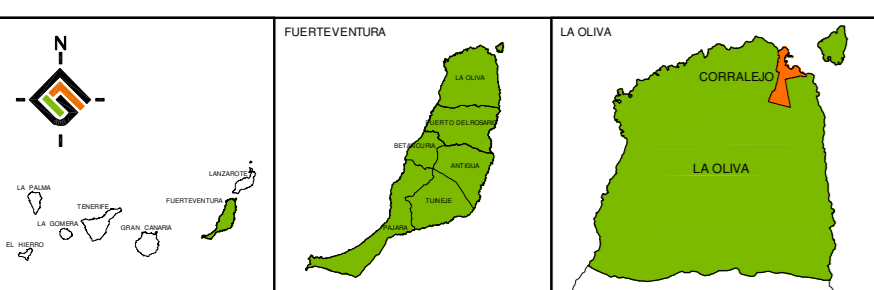 N
LA PALMA
LA GOMERA
EL HIERRO
TENERIFE
GRAN CANARIA
FUERTEVENTURA
LANZAROTE
FUERTEVENTURA
LA OLIVA
PUERTO DEL ROSARIO
BETANCURIA
ANTIGUA
TUINEJE
PAJARA
LA OLIVA
CORRALEJO
LA OLIVA